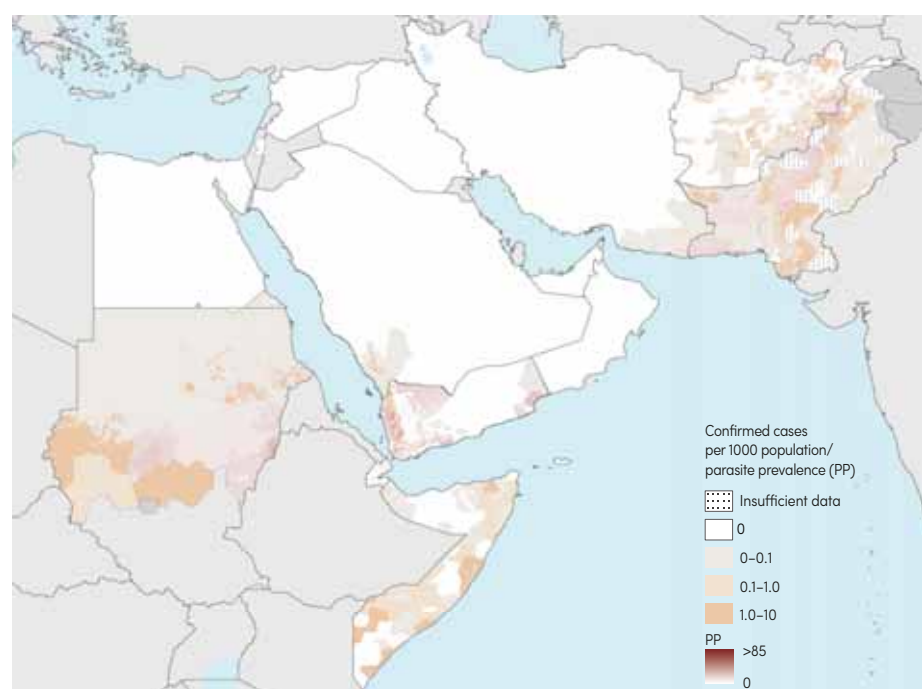 Confirmed cases
per 1000 population/
parasite prevalence (PP)
Insufficient data
0
0–0.1
0.1–1.0
1.0–10
PP
>85
0